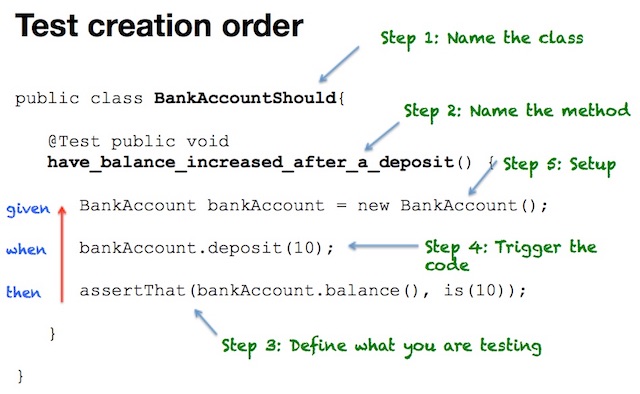 Test creation order
Step 1: Name the class
public class BankAccountShould{
Step 2: Name the method
@Test public void
have_balance_increased_after_a_deposit() {
Step 5: Setup
given BankAccount bankAccount = new BankAccount();
when bankAccount.deposit(10);
Step 4: Trigger the
code
then assertThat(bankAccount.balance(), is(10));
}
Step 3: Define what you are testing
}